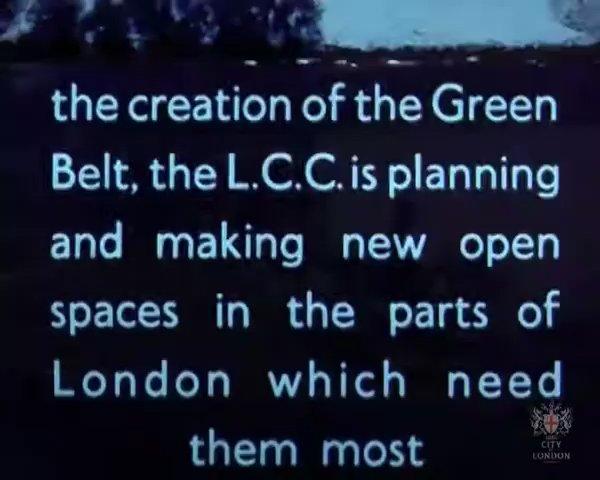 the creation of the Green
Belt, the L.C.C. is planning
and making new open
spaces in the parts of
London which need
them most
CITY
OF
LONDON